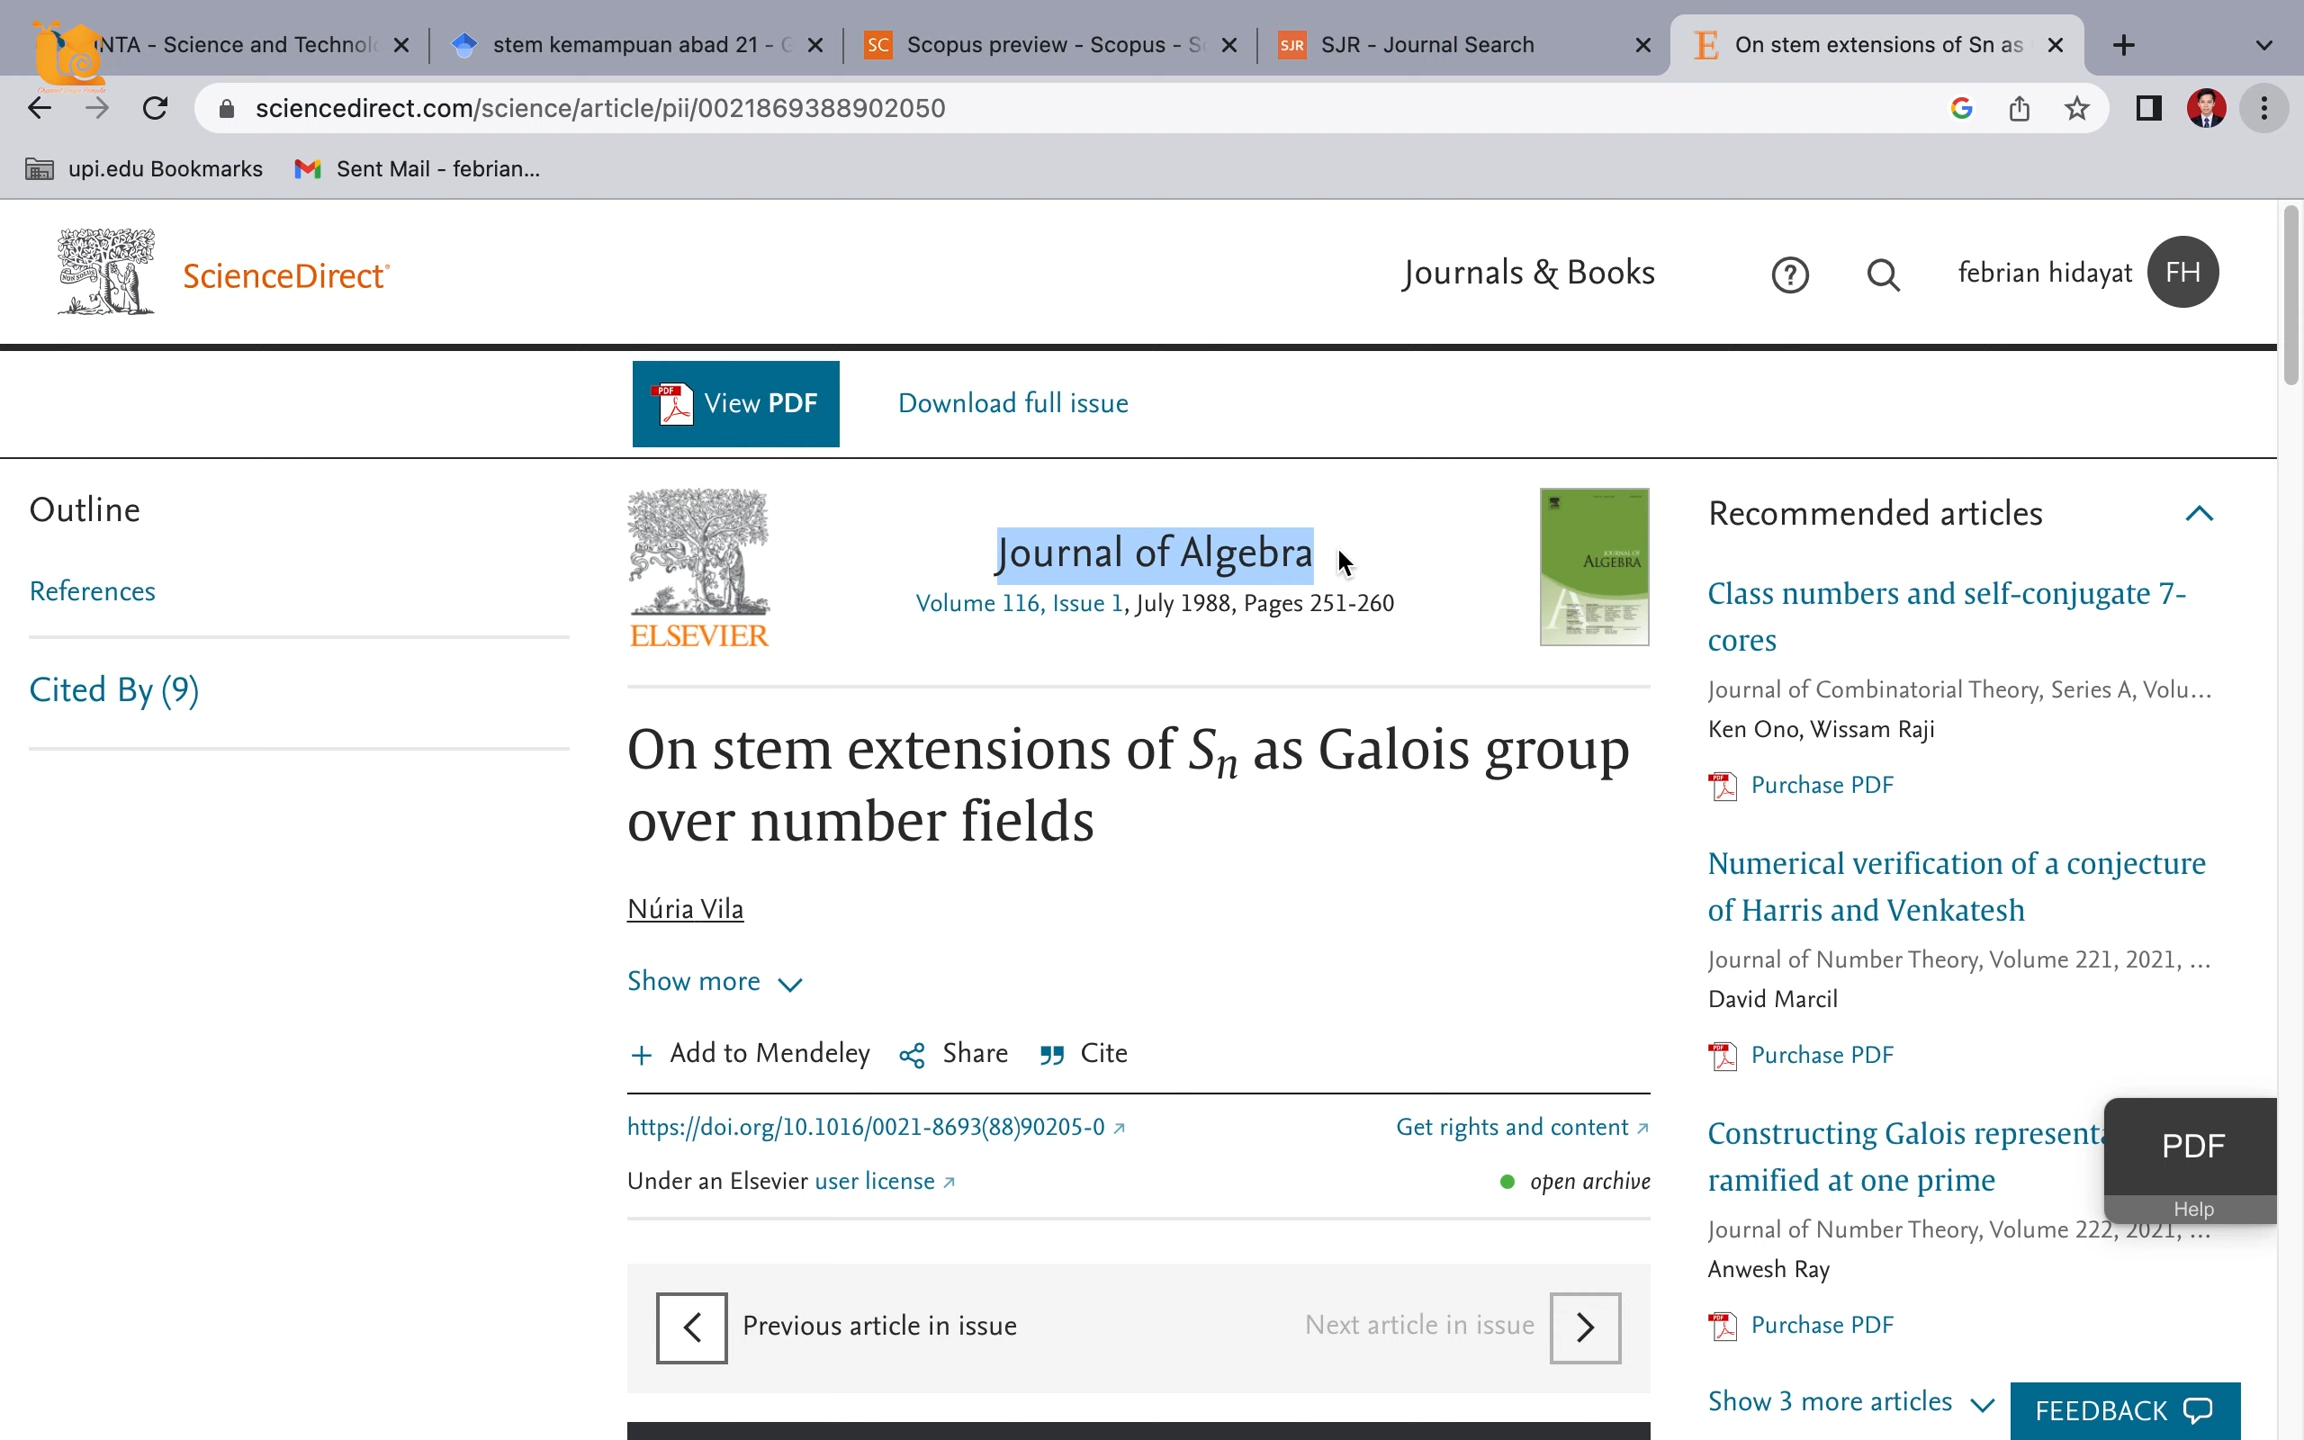 NTA - Science and Technol
stem kemampuan abad 21 - G
SC Scopus preview - Scopus - S
SJR SJR - Journal Search
E On stem extensions of Sn as
sciencedirect.com/science/article/pii/0021869388902050
upi.edu Bookmarks
Sent Mail - febrian...
ScienceDirect
Journals & Books
febrian hidayat FH
View PDF
Download full issue
Outline
References
Cited By (9)
ELSEVIER
Journal of Algebra
Volume 116, Issue 1, July 1988, Pages 251-260
JOURNAL OF
ALGEBRA
On stem extensions of Sn as Galois group
over number fields
Núria Vila
Show more
Add to Mendeley Share Cite
https://doi.org/10.1016/0021-8693(88)90205-0
Get rights and content
Under an Elsevier user license
open archive
Previous article in issue
Next article in issue
Recommended articles
Class numbers and self-conjugate 7-
cores
Journal of Combinatorial Theory, Series A, Volu...
Ken Ono, Wissam Raji
Purchase PDF
Numerical verification of a conjecture
of Harris and Venkatesh
Journal of Number Theory, Volume 221, 2021, ...
David Marcil
Purchase PDF
Constructing Galois representa
ramified at one prime
Journal of Number Theory, Volume 222, 2021, ...
Anwesh Ray
Purchase PDF
Show 3 more articles
PDF
Help
FEEDBACK